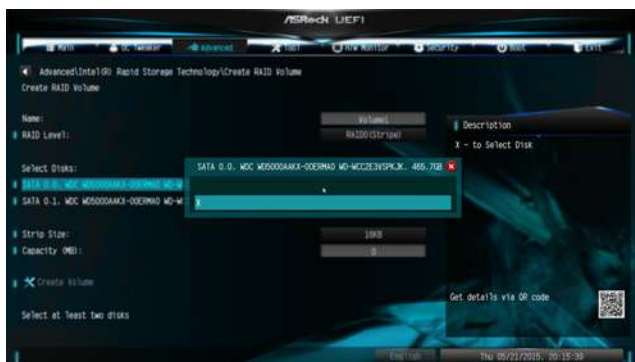 ASRock UEFI
Main OC Tweaker Advanced Tool H/W Monitor Security Boot Exit
Advanced\Intel(R) Rapid Storage Technology\Create RAID Volume
Create RAID Volume
Name: Volume1
RAID Level: RAID0(Stripe)
Select Disks:
SATA 0.0, WDC WD5000AAKX-00ERMA0 WD-W
SATA 0.1, WDC WD5000AAKX-00ERMA0 WD-W
SATA 0.0, WDC WD5000AAKX-00ERMA0 WD-WCC2E3VSPKJK, 465.7GB
X
Strip Size: 16KB
Capacity (MB): 0
Create Volume
Select at least two disks
Description
X - to Select Disk
Get details via QR code
English
Thu 05/21/2015, 20:15:39